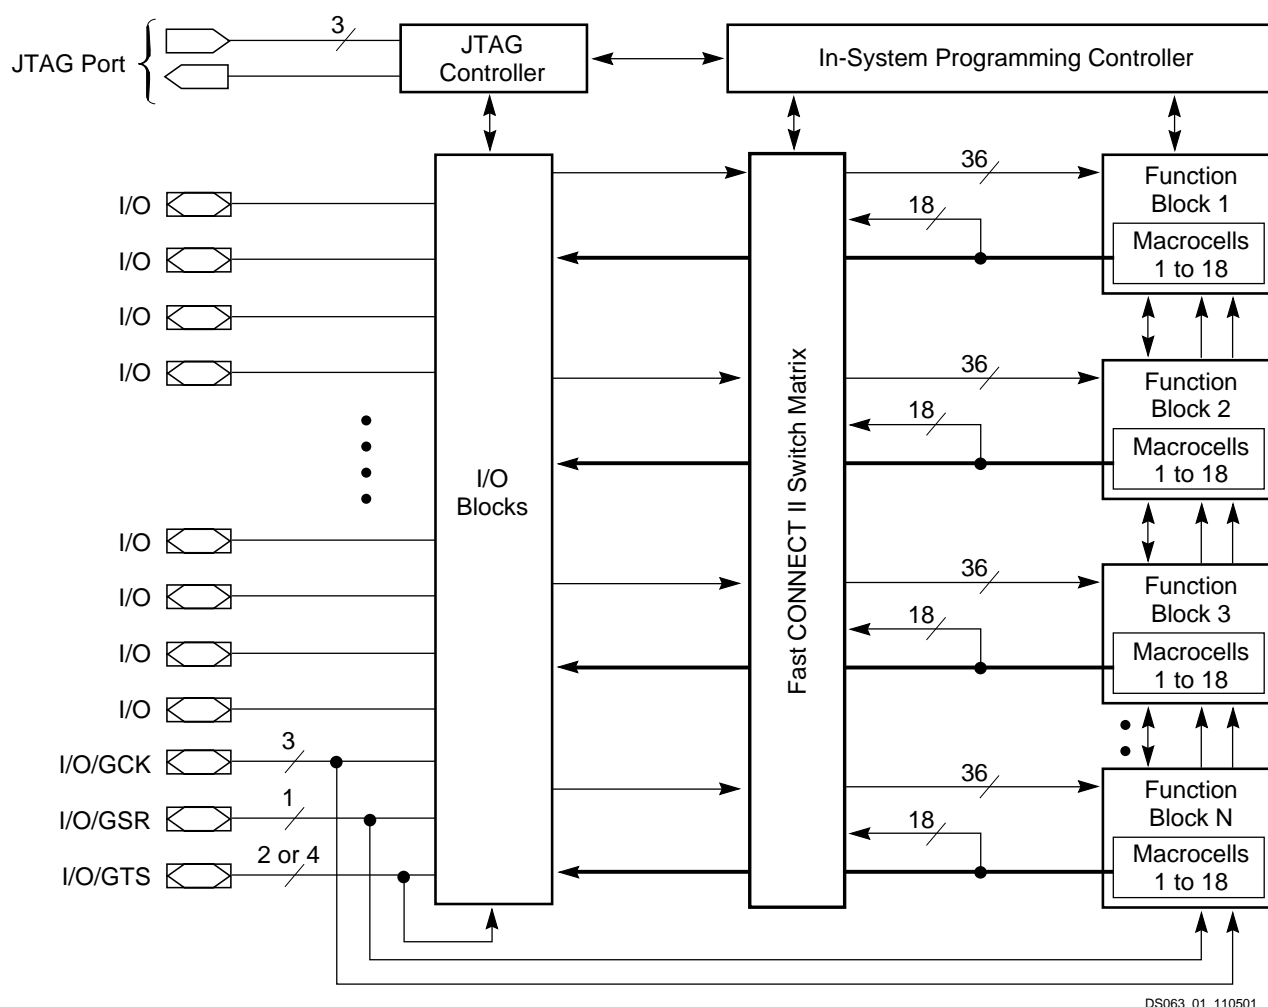 JTAG Port
3
JTAG
Controller
In-System Programming Controller
I/O
I/O
I/O
I/O
I/O
I/O
I/O
I/O
I/O/GCK
3
I/O/GSR
1
I/O/GTS
2 or 4
I/O
Blocks
Fast CONNECT II Switch Matrix
36
18
Function
Block 1
Macrocells
1 to 18
36
18
Function
Block 2
Macrocells
1 to 18
36
18
Function
Block 3
Macrocells
1 to 18
36
18
Function
Block N
Macrocells
1 to 18
DS063_01_110501